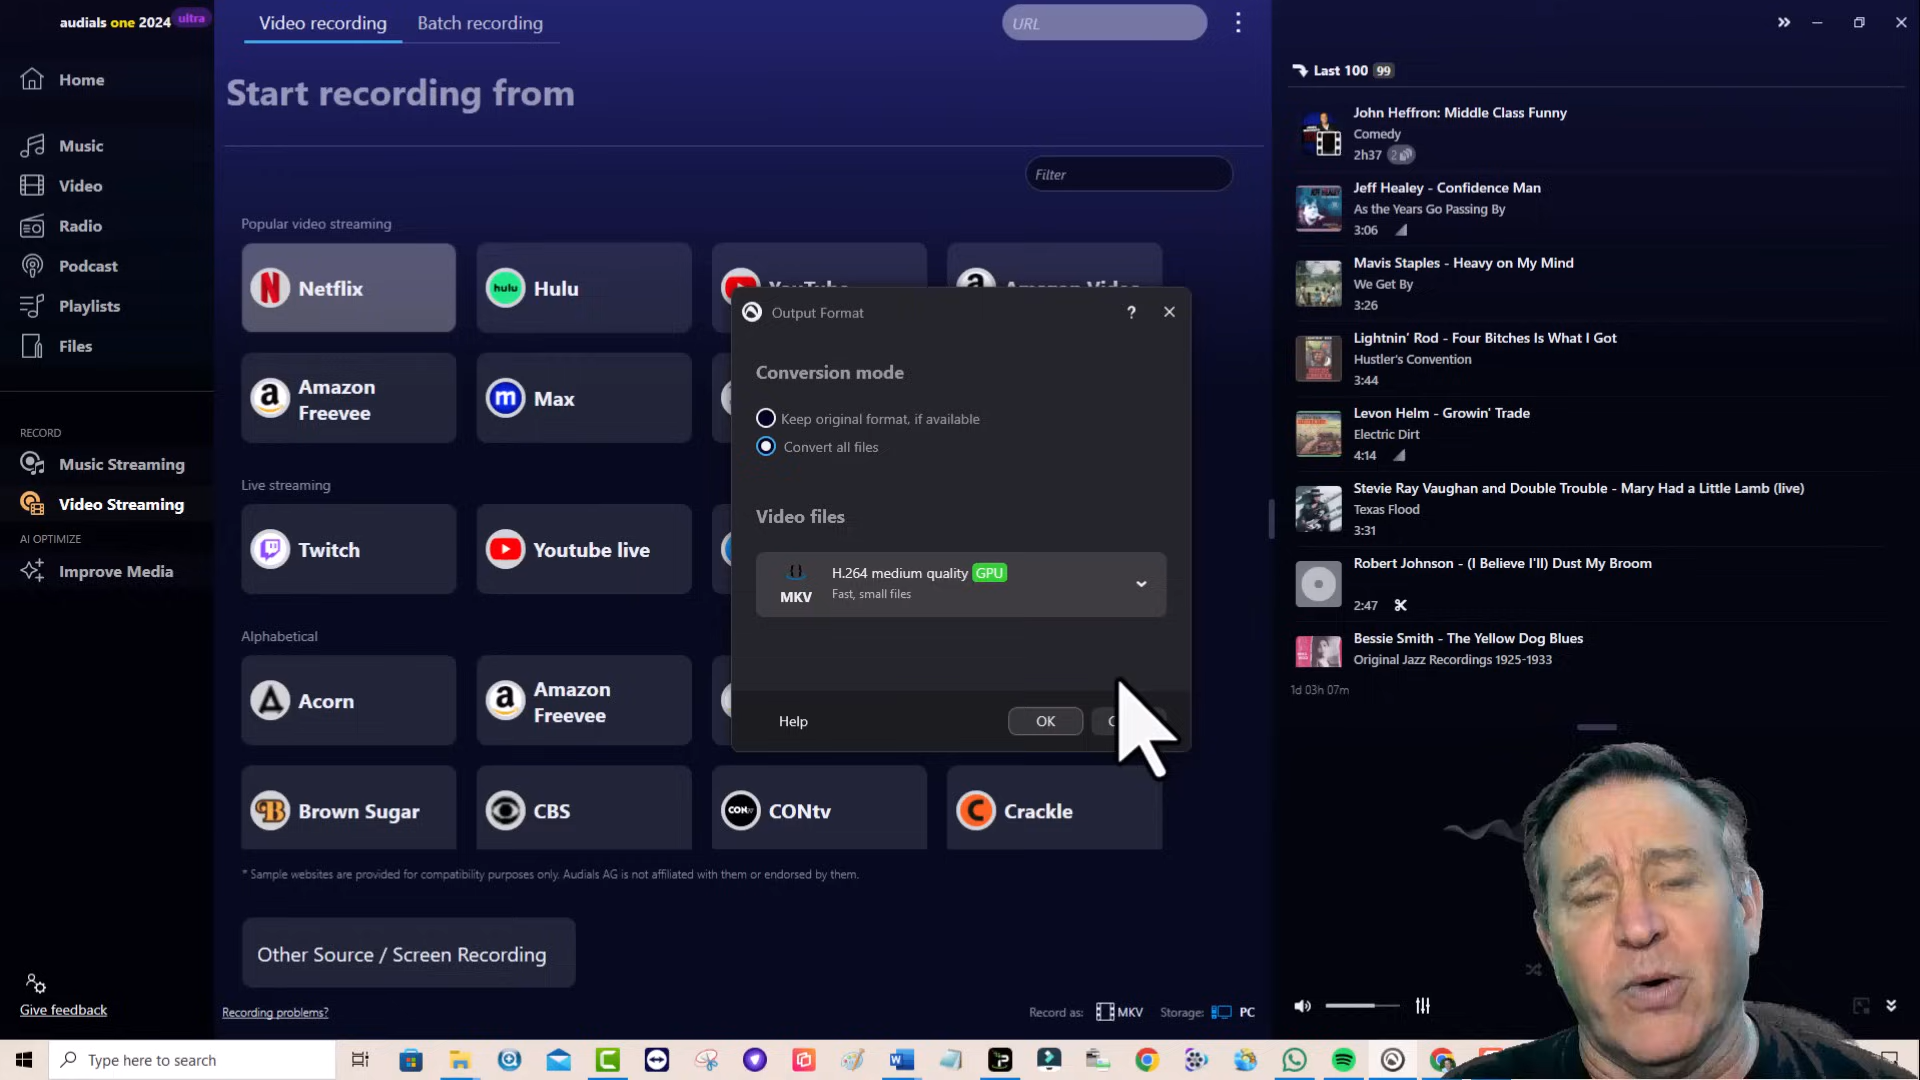 audials one 2024 ultra
Home
Music
Video
Radio
Podcast
Playlists
Files
RECORD
Music Streaming
Video Streaming
AI OPTIMIZE
Improve Media
Give feedback
Video recording
Batch recording
URL
Start recording from
Filter
Popular video streaming
Netflix
hulu
Hulu
Amazon
Freevee
m
Max
Live streaming
Twitch
Youtube live
Alphabetical
Acorn
Amazon
Freevee
Brown Sugar
CBS
CON
CONtv
Crackle
* Sample websites are provided for compatibility purposes only. Audials AG is not affiliated with them or endorsed by them.
Other Source / Screen Recording
Recording problems?
Record as:
MKV
Storage:
PC
Output Format
?
Conversion mode
Keep original format, if available
Convert all files
Video files
MKV
H.264 medium quality GPU
Fast, small files
Help
OK
Last 100 99
John Heffron: Middle Class Funny
Comedy
2h37 2
Jeff Healey - Confidence Man
As the Years Go Passing By
3:06
Mavis Staples - Heavy on My Mind
We Get By
3:26
Lightnin' Rod - Four Bitches Is What I Got
Hustler's Convention
3:44
Levon Helm - Growin' Trade
Electric Dirt
4:14
Stevie Ray Vaughan and Double Trouble - Mary Had a Little Lamb (live)
Texas Flood
3:31
Robert Johnson - (I Believe I'll) Dust My Broom
2:47
Bessie Smith - The Yellow Dog Blues
Original Jazz Recordings 1925-1933
1d 03h 07m
Type here to search